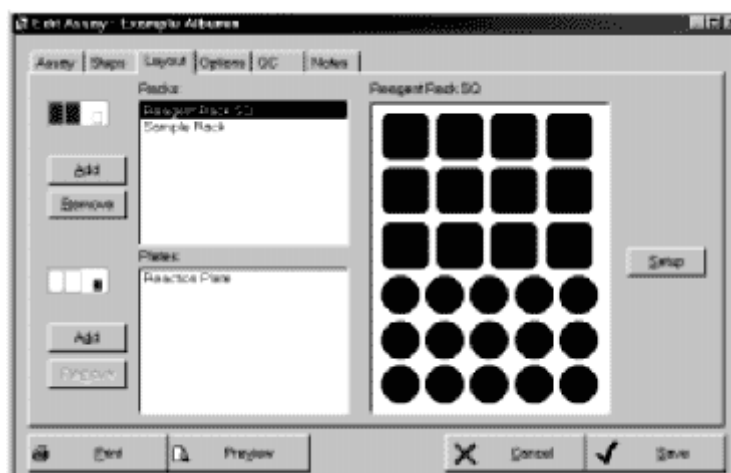 Edit Assay - Example Albumin
Assay Steps Layout Options QC Notes
Racks
Reagent Rack SQ
Reagent Rack SQ
Sample Rack
Add
Remove
Setup
Plates
Reaction Plate
Add
Remove
Print Preview Cancel Save